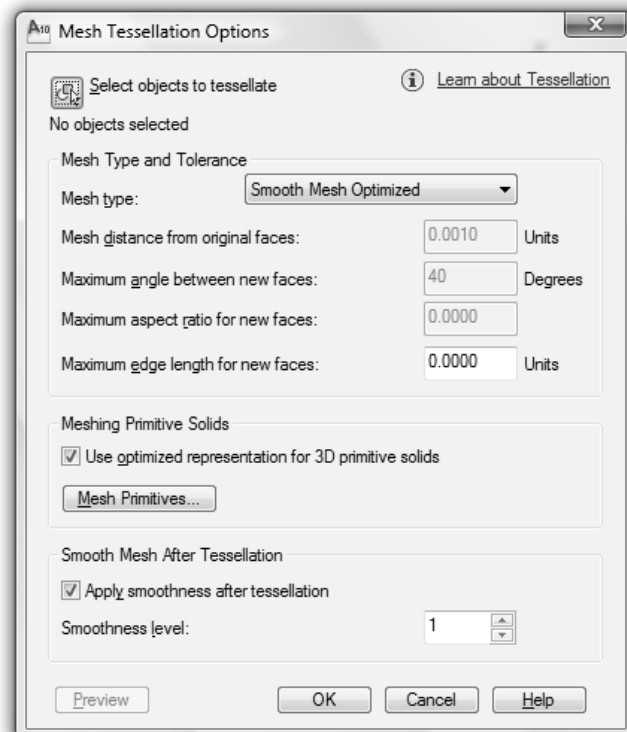 A10 Mesh Tessellation Options X
Select objects to tessellate
Learn about Tessellation
No objects selected
Mesh Type and Tolerance
Mesh type: Smooth Mesh Optimized
Mesh distance from original faces: 0.0010 Units
Maximum angle between new faces: 40 Degrees
Maximum aspect ratio for new faces: 0.0000
Maximum edge length for new faces: 0.0000 Units
Meshing Primitive Solids
Use optimized representation for 3D primitive solids
Mesh Primitives...
Smooth Mesh After Tessellation
Apply smoothness after tessellation
Smoothness level: 1
Preview OK Cancel Help